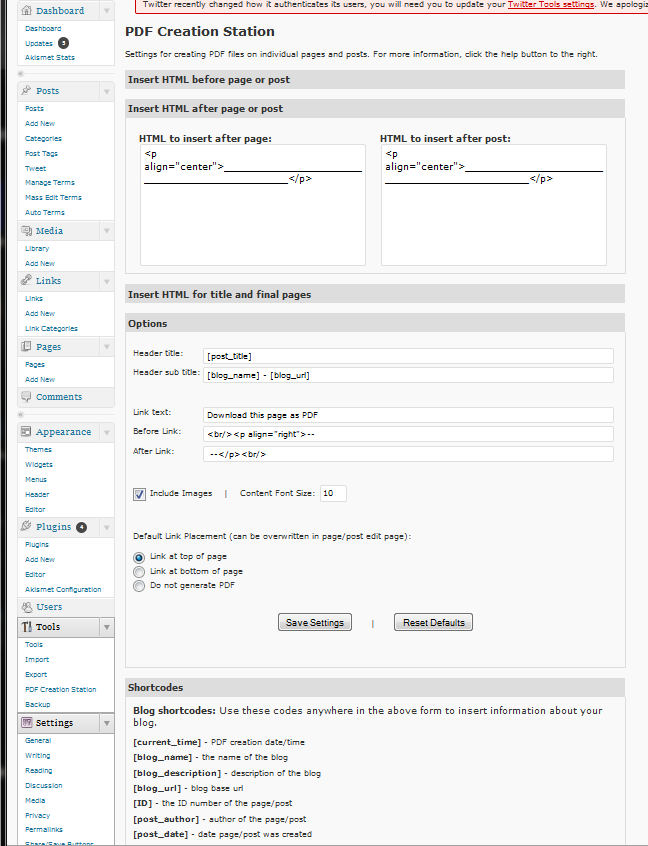 Twitter recently changed how it authenticates its users, you will need to update your Twitter Tools settings. We apologiz
Dashboard
Dashboard
Updates 5
Akismet Stats
Posts
Posts
Add New
Categories
Post Tags
Tweet
Manage Terms
Mass Edit Terms
Auto Terms
Media
Library
Add New
Links
Links
Add New
Link Categories
Pages
Pages
Add New
Comments
Appearance
Themes
Widgets
Menus
Header
Editor
Plugins 4
Plugins
Add New
Editor
Akismet Configuration
Users
Tools
Tools
Import
Export
PDF Creation Station
Backup
Settings
General
Writing
Reading
Discussion
Media
Privacy
Permalinks
Share/Save Buttons
PDF Creation Station
Settings for creating PDF files on individual pages and posts. For more information, click the help button to the right.
Insert HTML before page or post
Insert HTML after page or post
HTML to insert after page:
<p
align="center">___________________________
____________________________</p>
HTML to insert after post:
<p
align="center">___________________________
____________________________</p>
Insert HTML for title and final pages
Options
Header title: [post_title]
Header sub title: [blog_name] - [blog_url]
Link text: Download this page as PDF
Before Link: <br/><p align="right">--
After Link: --</p><br/>
Include Images | Content Font Size: 10
Default Link Placement (can be overwritten in page/post edit page):
Link at top of page
Link at bottom of page
Do not generate PDF
Save Settings | Reset Defaults
Shortcodes
Blog shortcodes: Use these codes anywhere in the above form to insert information about your
blog.
[current_time] - PDF creation date/time
[blog_name] - the name of the blog
[blog_description] - description of the blog
[blog_url] - blog base url
[ID] - the ID number of the page/post
[post_author] - author of the page/post
[post_date] - date page/post was created